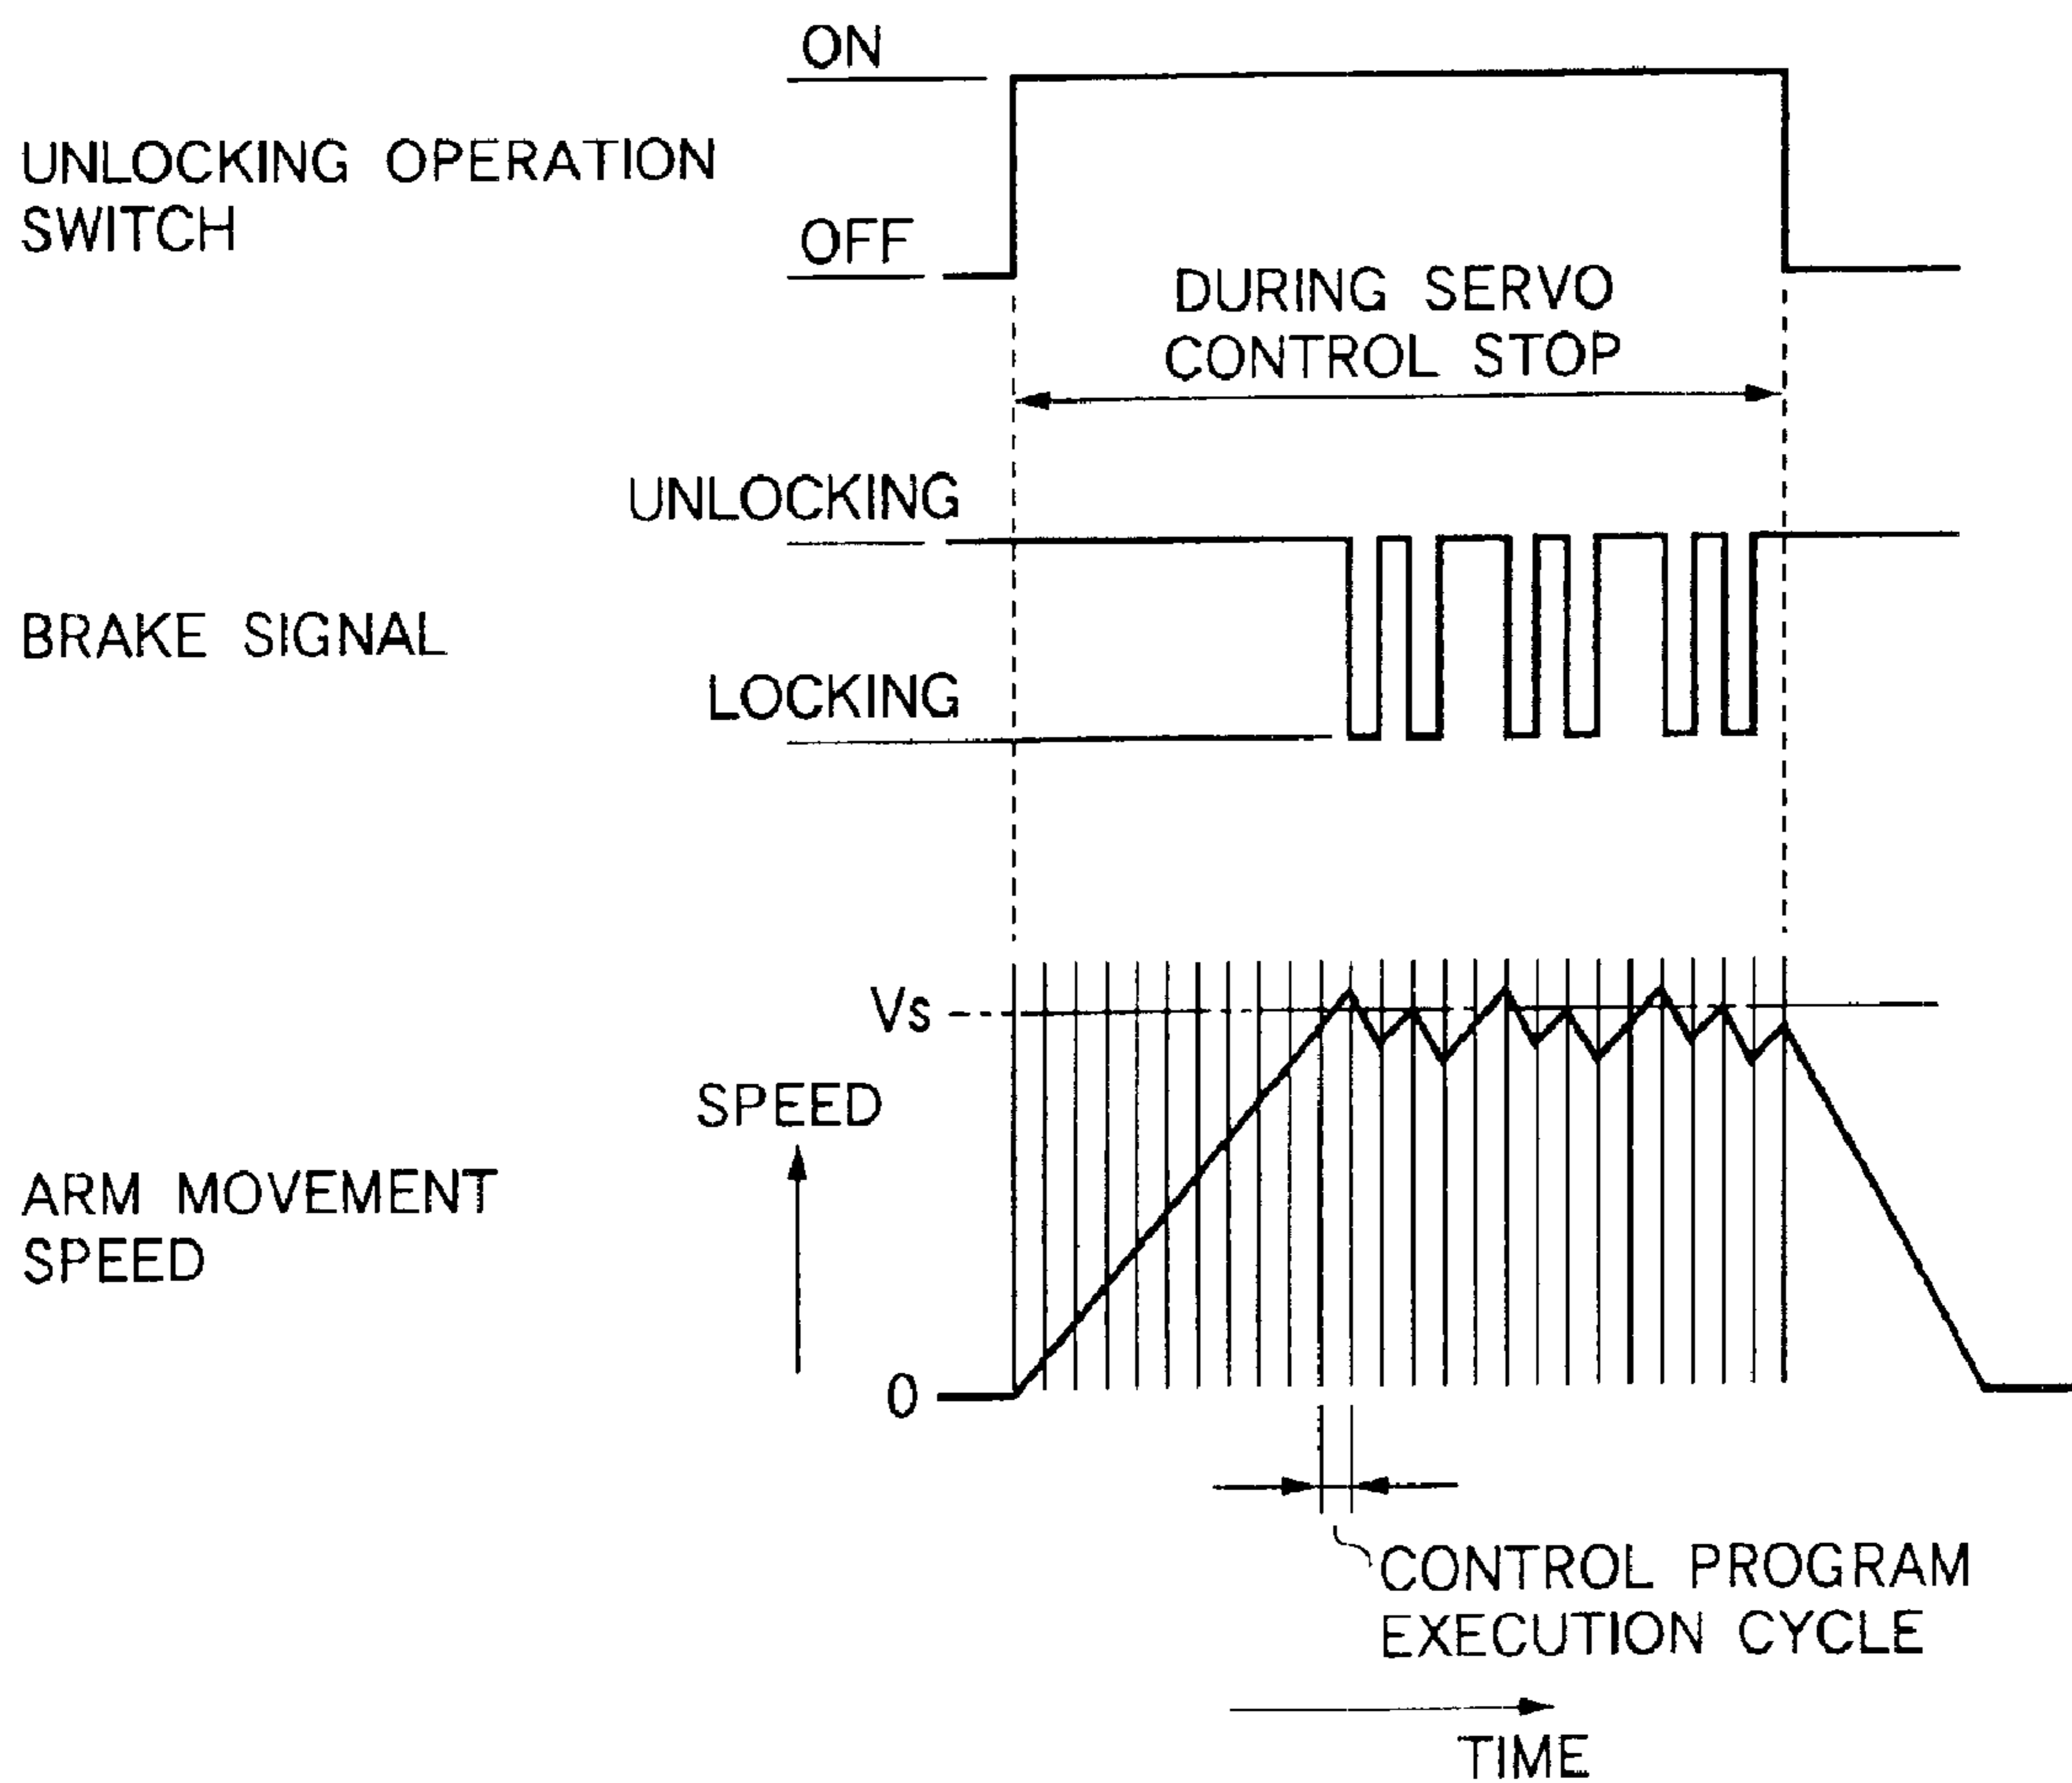 ON
UNLOCKING OPERATION
SWITCH
OFF
DURING SERVO
CONTROL STOP
UNLOCKING
BRAKE SIGNAL
LOCKING
Vs
SPEED
ARM MOVEMENT
SPEED
0
CONTROL PROGRAM
EXECUTION CYCLE
TIME